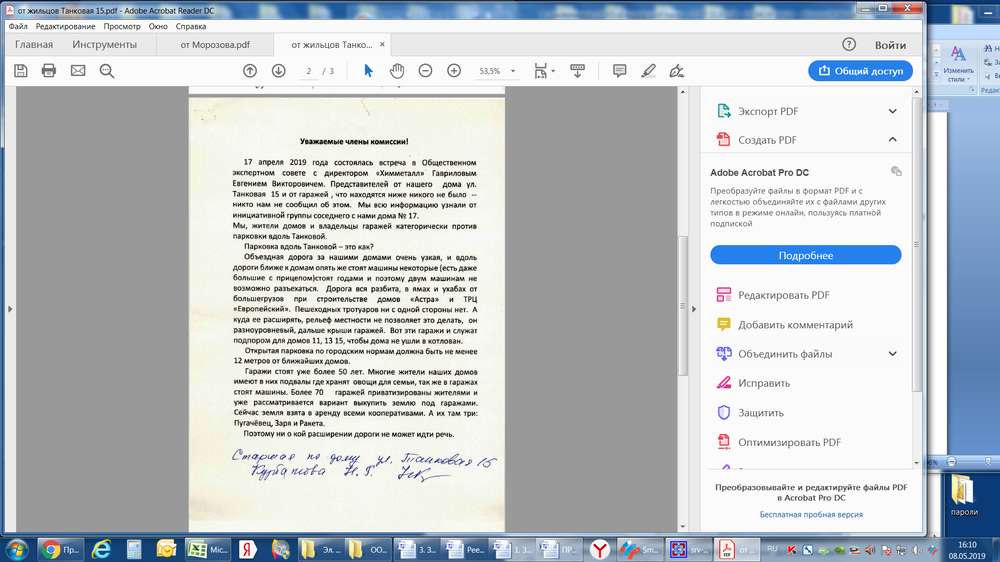 от жильцов Танковая 15.pdf - Adobe Acrobat Reader DC
Файл Редактирование Просмотр Окно Справка
Главная Инструменты от Морозова.pdf от жильцов Танко... × Войти
2 / 3 53,5% Общий доступ
Изменить
стили
Редакт
Уважаемые члены комиссии!
17 апреля 2019 года состоялась встреча в Общественном
экспертном совете с директором «Химметалл» Гавриловым
Евгением Викторовичем. Представителей от нашего дома ул.
Танковая 15 и от гаражей , что находятся ниже никого не было --
никто нам не сообщил об этом. Мы всю информацию узнали от
инициативной группы соседнего с нами дома № 17.
Мы, жители домов и владельцы гаражей категорически против
парковки вдоль Танковой.
Парковка вдоль Танковой – это как?
Объездная дорога за нашими домами очень узкая, и вдоль
дороги ближе к домам опять же стоят машины некоторые (есть даже
большие с прицепом)стоят годами и поэтому двум машинам не
возможно разъехаться. Дорога вся разбита, в ямах и ухабах от
большегрузов при строительстве домов «Астра» и ТРЦ
«Европейский». Пешеходных тротуаров ни с одной стороны нет. А
куда ее расширять, рельеф местности не позволяет это делать, он
разноуровневый, дальше крыши гаражей. Вот эти гаражи и служат
подпором для домов 11, 13 15, чтобы дома не ушли в котлован.
Открытая парковка по городским нормам должна быть не менее
12 метров от ближайших домов.
Гаражи стоят уже более 50 лет. Многие жители наших домов
имеют в них подвалы где хранят овощи для семьи, так же в гаражах
стоят машины. Более 70 гаражей приватизированы жителями и
уже рассматривается вариант выкупить землю под гаражами.
Сейчас земля взята в аренду всеми кооперативами. А их там три:
Пугачёвец, Заря и Ракета.
Поэтому ни о кой расширении дороги не может идти речь.
Старшая по дому ул. Танковая 15
Курбатова Н. Г.
Экспорт PDF
Создать PDF
Adobe Acrobat Pro DC
Преобразуйте файлы в формат PDF и с
легкостью объединяйте их с файлами других
типов в режиме онлайн, пользуясь платной
подпиской
Подробнее
Редактировать PDF
Добавить комментарий
Объединить файлы
Исправить
Защитить
Оптимизировать PDF
Преобразовывайте и редактируйте файлы PDF
в Acrobat Pro DC
Бесплатная пробная версия
пароли
Пр... Mic... Эл. ... ОО... 3. З... Рее... 1. З... ПР... Sm... srv-... от ... RU
16:10
08.05.2019